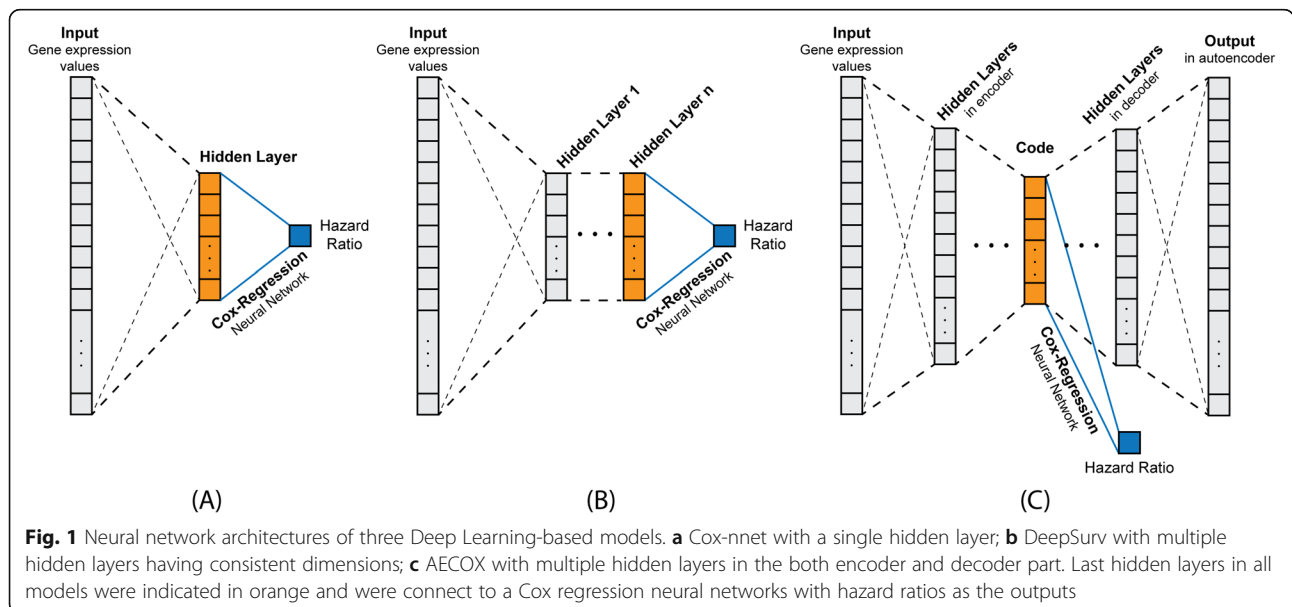 Input
Gene expression
values
Hidden Layer
Hazard
Ratio
Cox-Regression
Neural Network
(A)
Input
Gene expression
values
Hidden Layer 1
Hidden Layer n
Hazard
Ratio
Cox-Regression
Neural Network
(B)
Input
Gene expression
values
Hidden Layers
in encoder
Code
Hidden Layers
in decoder
Output
in autoencoder
Cox-Regression
Neural Network
Hazard Ratio
(C)
Fig. 1 Neural network architectures of three Deep Learning-based models. a Cox-nnet with a single hidden layer; b DeepSurv with multiple
hidden layers having consistent dimensions; c AECOX with multiple hidden layers in the both encoder and decoder part. Last hidden layers in all
models were indicated in orange and were connect to a Cox regression neural networks with hazard ratios as the outputs